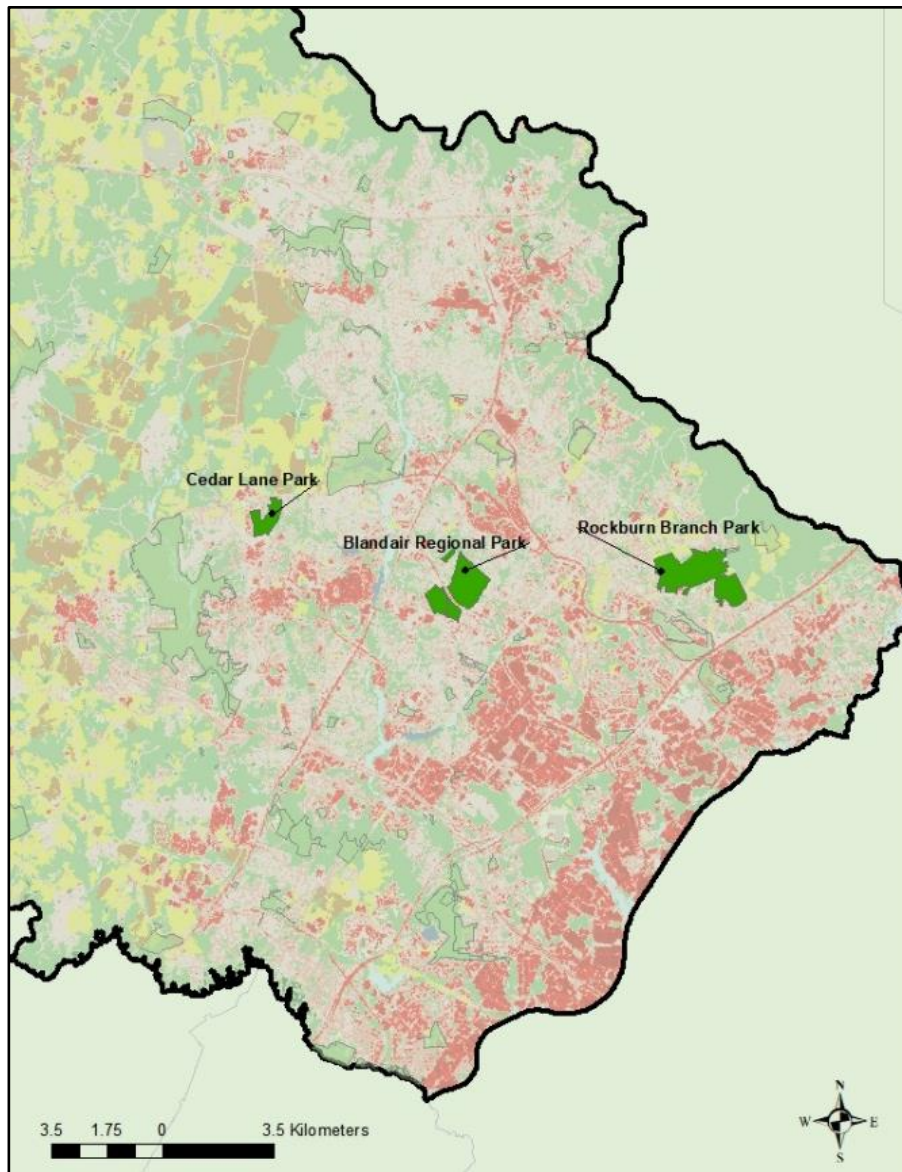 Cedar Lane Park
Blandair Regional Park
Rockburn Branch Park
3.5 1.75 0 3.5 Kilometers
N
W E
S